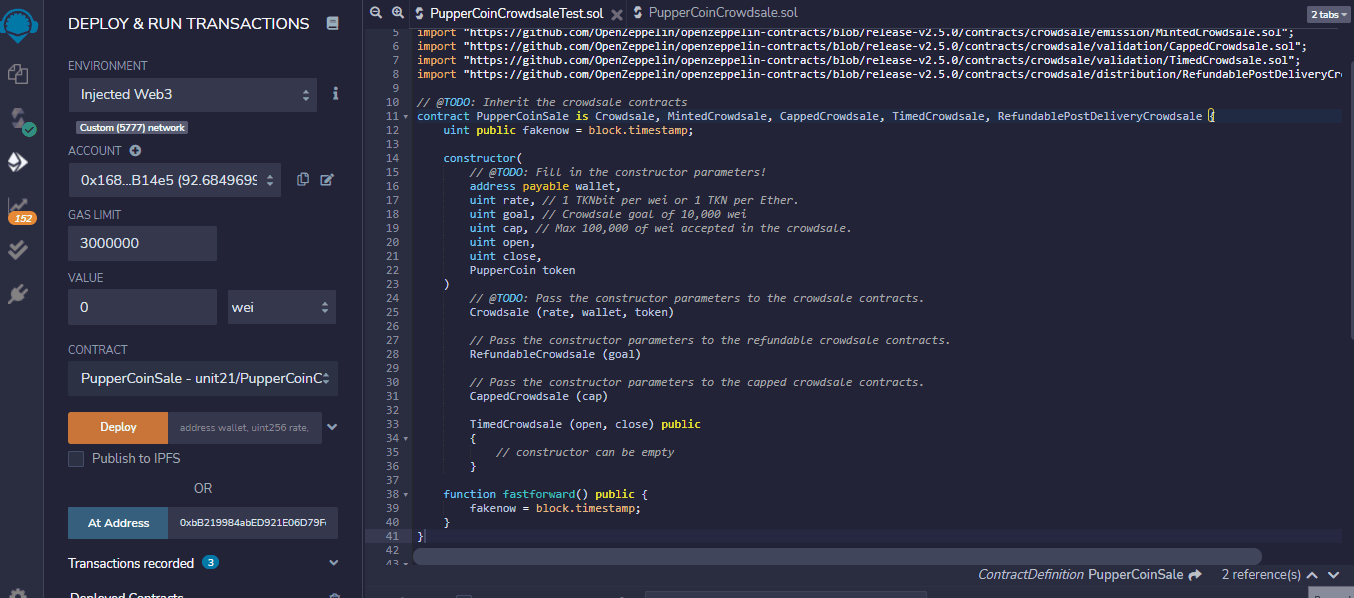 DEPLOY & RUN TRANSACTIONS
ENVIRONMENT
Injected Web3
Custom (5777) network
ACCOUNT
0x168...B14e5 (92.6849699
GAS LIMIT
3000000
VALUE
0
wei
CONTRACT
PupperCoinSale - unit21/PupperCoinC
Deploy
address wallet, uint256 rate,
Publish to IPFS
OR
At Address
0xbB219984abED921E06D79F
Transactions recorded 3
Deployed Contracts
152
PupperCoinCrowdsaleTest.sol
PupperCoinCrowdsale.sol
2 tabs
5 import "https://github.com/OpenZeppelin/openzeppelin-contracts/blob/release-v2.5.0/contracts/crowdsale/emission/MintedCrowdsale.sol";
6 import "https://github.com/OpenZeppelin/openzeppelin-contracts/blob/release-v2.5.0/contracts/crowdsale/validation/CappedCrowdsale.sol";
7 import "https://github.com/OpenZeppelin/openzeppelin-contracts/blob/release-v2.5.0/contracts/crowdsale/validation/TimedCrowdsale.sol";
8 import "https://github.com/OpenZeppelin/openzeppelin-contracts/blob/release-v2.5.0/contracts/crowdsale/distribution/RefundablePostDeliveryCr
9
10 // @TODO: Inherit the crowdsale contracts
11 contract PupperCoinSale is Crowdsale, MintedCrowdsale, CappedCrowdsale, TimedCrowdsale, RefundablePostDeliveryCrowdsale {
12 uint public fakenow = block.timestamp;
13
14 constructor(
15 // @TODO: Fill in the constructor parameters!
16 address payable wallet,
17 uint rate, // 1 TKNbit per wei or 1 TKN per Ether.
18 uint goal, // Crowdsale goal of 10,000 wei
19 uint cap, // Max 100,000 of wei accepted in the crowdsale.
20 uint open,
21 uint close,
22 PupperCoin token
23 )
24 // @TODO: Pass the constructor parameters to the crowdsale contracts.
25 Crowdsale (rate, wallet, token)
26
27 // Pass the constructor parameters to the refundable crowdsale contracts.
28 RefundableCrowdsale (goal)
29
30 // Pass the constructor parameters to the capped crowdsale contracts.
31 CappedCrowdsale (cap)
32
33 TimedCrowdsale (open, close) public
34 {
35 // constructor can be empty
36 }
37
38 function fastforward() public {
39 fakenow = block.timestamp;
40 }
41 }
42
43
ContractDefinition PupperCoinSale 2 reference(s)